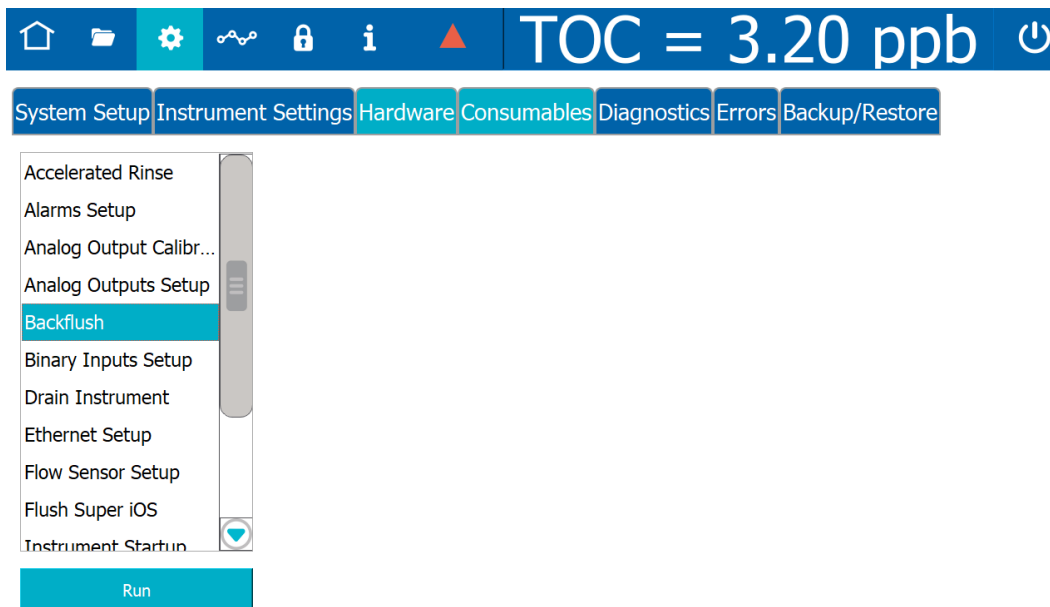 TOC = 3.20 ppb
System Setup Instrument Settings Hardware Consumables Diagnostics Errors Backup/Restore
Accelerated Rinse
Alarms Setup
Analog Output Calibr...
Analog Outputs Setup
Backflush
Binary Inputs Setup
Drain Instrument
Ethernet Setup
Flow Sensor Setup
Flush Super iOS
Instrument Startup
Run